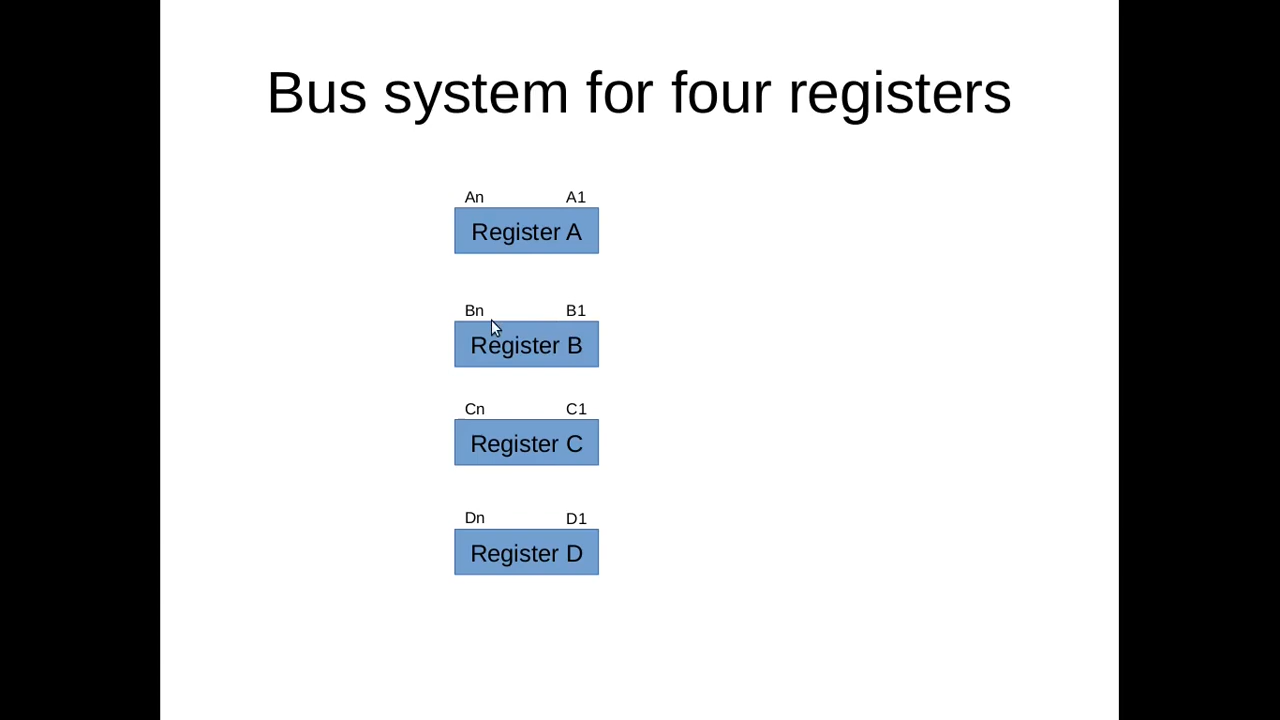 Bus system for four registers
An A1
Register A
Bn B1
Register B
Cn C1
Register C
Dn D1
Register D